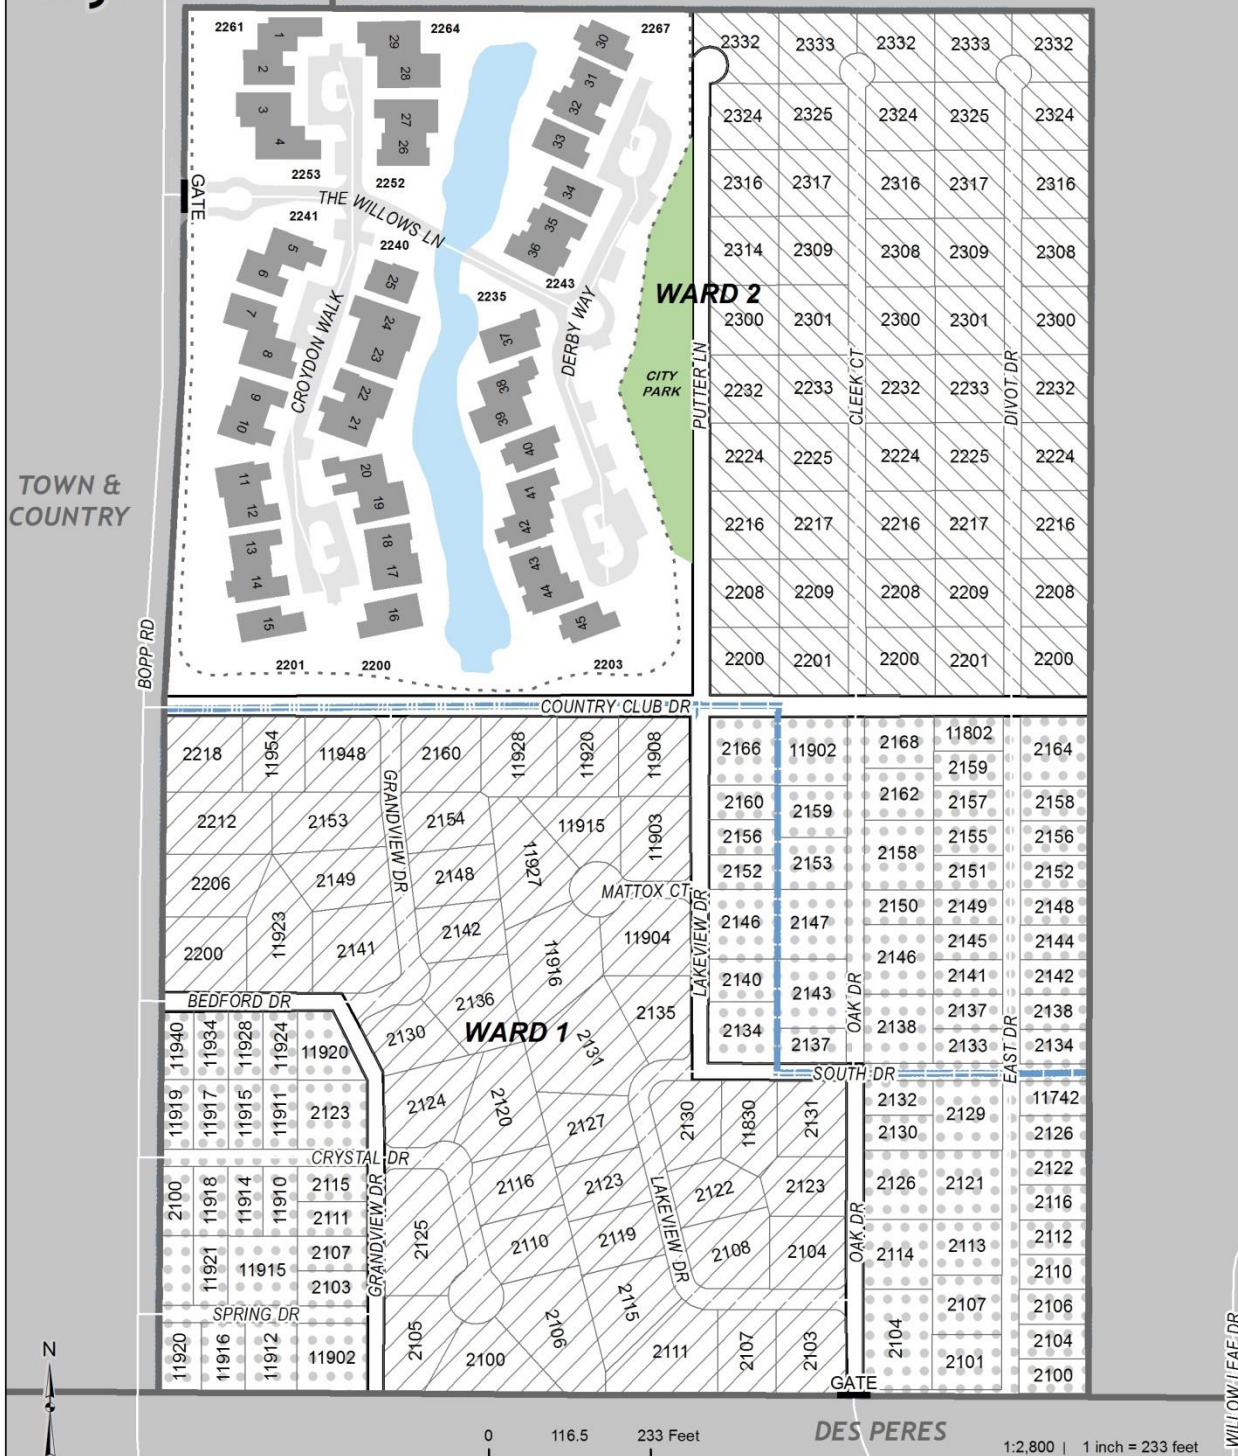 2261
1
2
3
4
29
28
2264
27
26
30
31
32
33
2267
34
35
36
2253
2252
GATE
THE WILLOWS LN
2241
2240
2243
2235
5
6
7
8
9
10
11
12
13
14
15
25
24
23
22
21
20
19
18
17
16
CROYDON WALK
DERBY WAY
37
38
39
40
41
42
43
44
45
2201
2200
2203
WARD 2
CITY
PARK
PUTTER LN
CLEEK CT
DIVOT DR
2332 2333 2332 2333 2332
2324 2325 2324 2325 2324
2316 2317 2316 2317 2316
2314 2309 2308 2309 2308
2300 2301 2300 2301 2300
2232 2233 2232 2233 2232
2224 2225 2224 2225 2224
2216 2217 2216 2217 2216
2208 2209 2208 2209 2208
2200 2201 2200 2201 2200
TOWN &
COUNTRY
BOPP RD
COUNTRY CLUB DR
2218 11954 11948 2160 11928 11920 11908
2212 2153 2154 11915 11903
GRANDVIEW DR
2206 2149 2148 11927
MATTOX CT
2200 11923 2141 2142 11916 11904
BEDFORD DR
2136
2130
WARD 1
2131
2135
LAKEVIEW DR
2166 11902 2168 11802 2164
2159
2160 2159 2162 2157 2158
2156 2155 2156
2152 2153 2158 2151 2152
2146 2147 2150 2149 2148
2145 2144
2146
2140 2143 2141 2142
OAK DR
2137 2138
2134 2137 2138 2133 2134
EAST DR
SOUTH DR
11940 11934 11928 11924 11920
11919 11917 11915 11911 2123
CRYSTAL DR
2100 11918 11914 11910 2115
2111
11921 11915 2107
2103
SPRING DR
11920 11916 11912 11902
GRANDVIEW DR
2124 2120 2127
2130 11830 2131
2116 2123 2122 2123
2125
2110 2119 2108 2104
LAKEVIEW DR
OAK DR
2105 2100 2106 2115 2111 2107 2103
2132 2129 11742
2130 2126
2126 2121 2122
2116
2114 2113 2112
2110
2107 2106
2104 2104
2101 2100
GATE
N
0 116.5 233 Feet
DES PERES
1:2,800 | 1 inch = 233 feet
WILLOW LEAF DR